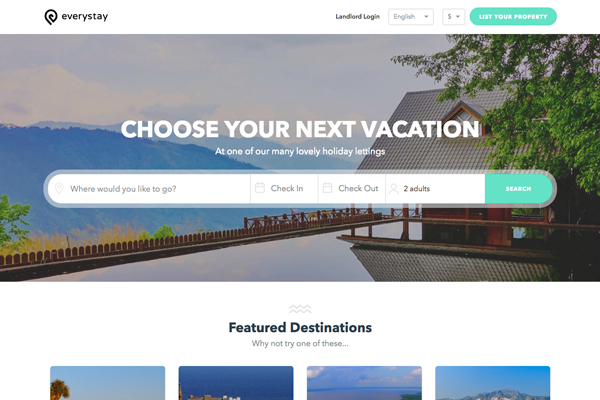 everystay
Landlord Login
English
$
LIST YOUR PROPERTY
CHOOSE YOUR NEXT VACATION
At one of our many lovely holiday lettings
Where would you like to go?
Check In
Check Out
2 adults
SEARCH
Featured Destinations
Why not try one of these...